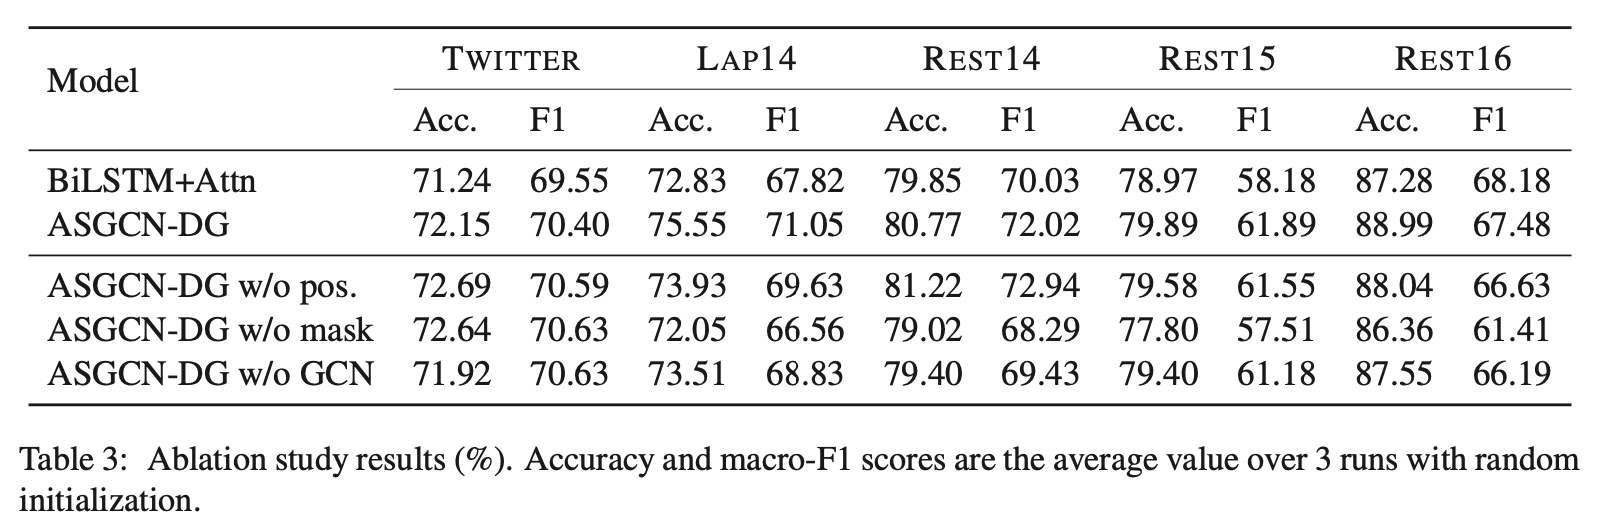 Model TWITTER LAP14 REST14 REST15 REST16
Acc. F1 Acc. F1 Acc. F1 Acc. F1 Acc. F1
BiLSTM+Attn 71.24 69.55 72.83 67.82 79.85 70.03 78.97 58.18 87.28 68.18
ASGCN-DG 72.15 70.40 75.55 71.05 80.77 72.02 79.89 61.89 88.99 67.48
ASGCN-DG w/o pos. 72.69 70.59 73.93 69.63 81.22 72.94 79.58 61.55 88.04 66.63
ASGCN-DG w/o mask 72.64 70.63 72.05 66.56 79.02 68.29 77.80 57.51 86.36 61.41
ASGCN-DG w/o GCN 71.92 70.63 73.51 68.83 79.40 69.43 79.40 61.18 87.55 66.19
Table 3: Ablation study results (%). Accuracy and macro-F1 scores are the average value over 3 runs with random
initialization.